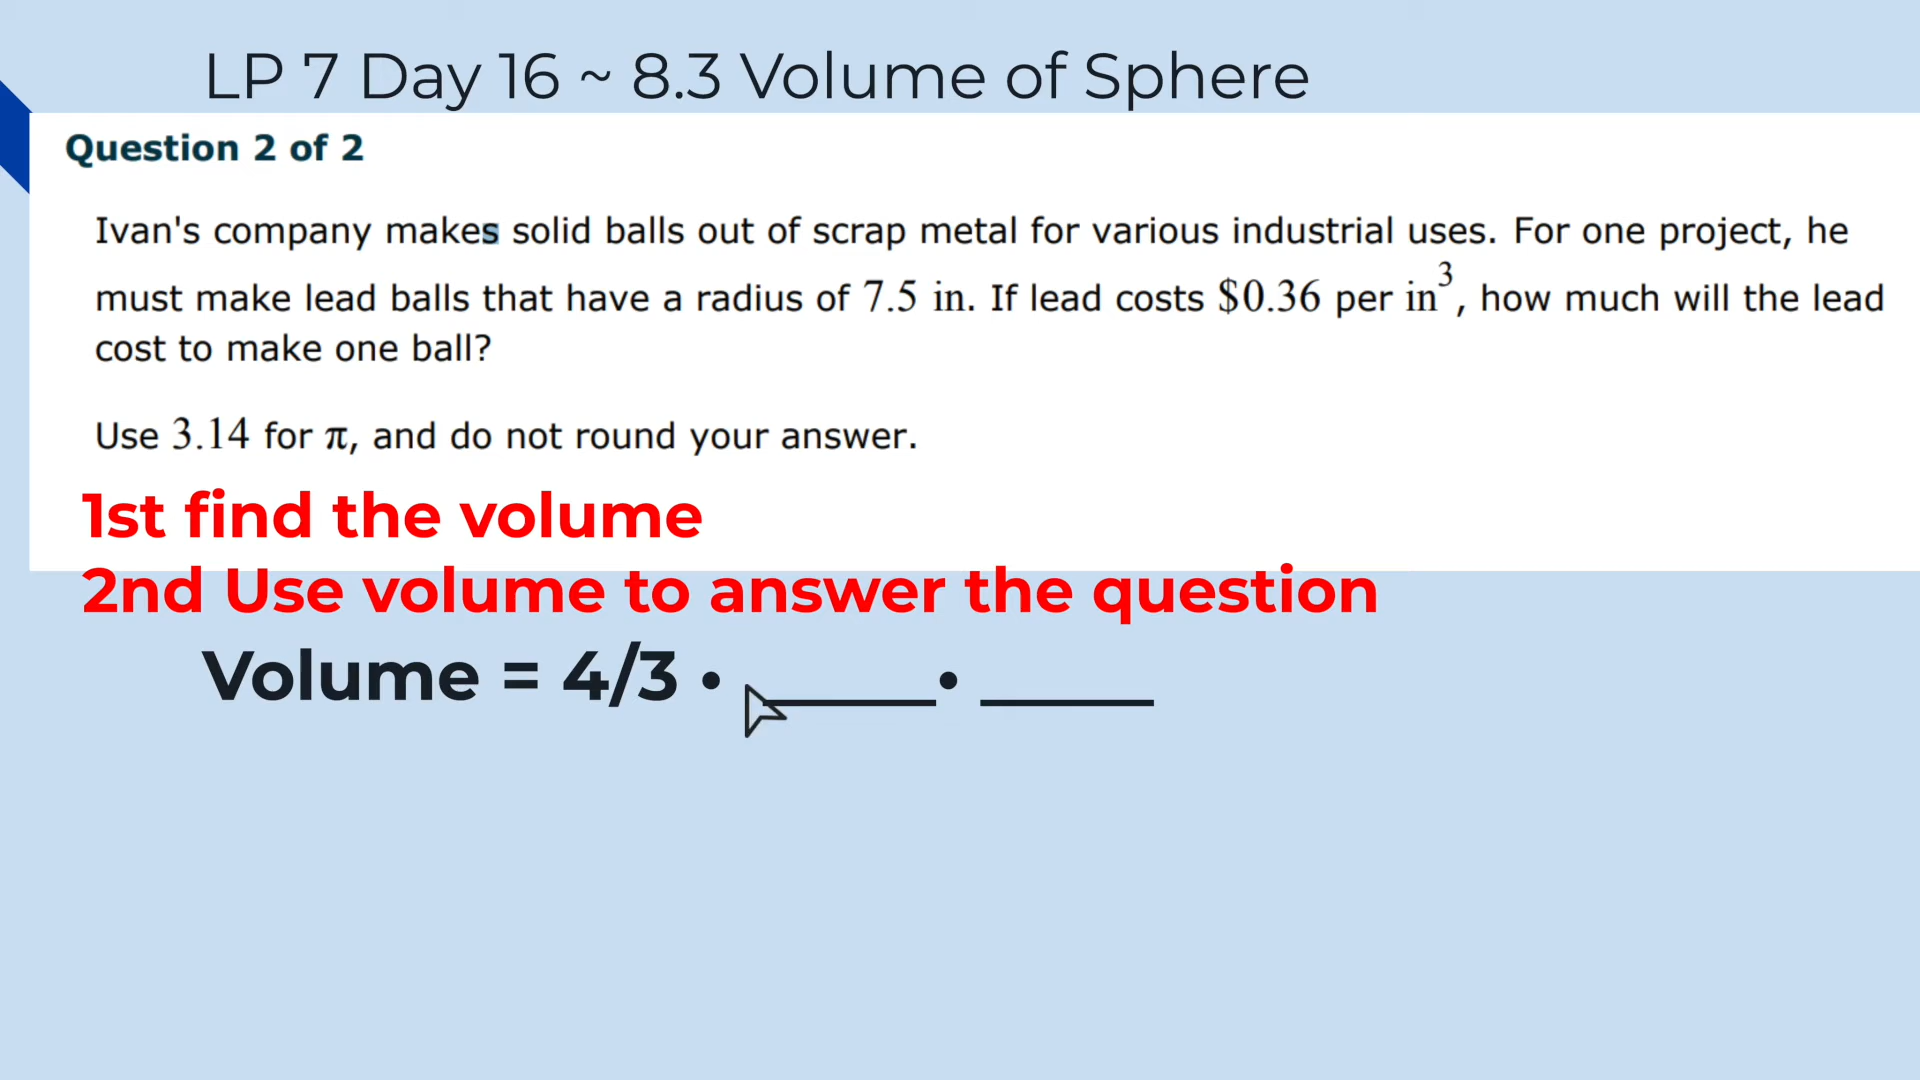 LP 7 Day 16 ~ 8.3 Volume of Sphere
Question 2 of 2
Ivan's company makes solid balls out of scrap metal for various industrial uses. For one project, he
must make lead balls that have a radius of 7.5 in. If lead costs $0.36 per in³, how much will the lead
cost to make one ball?
Use 3.14 for π, and do not round your answer.
1st find the volume
2nd Use volume to answer the question
Volume = 4/3 • _____ • _____